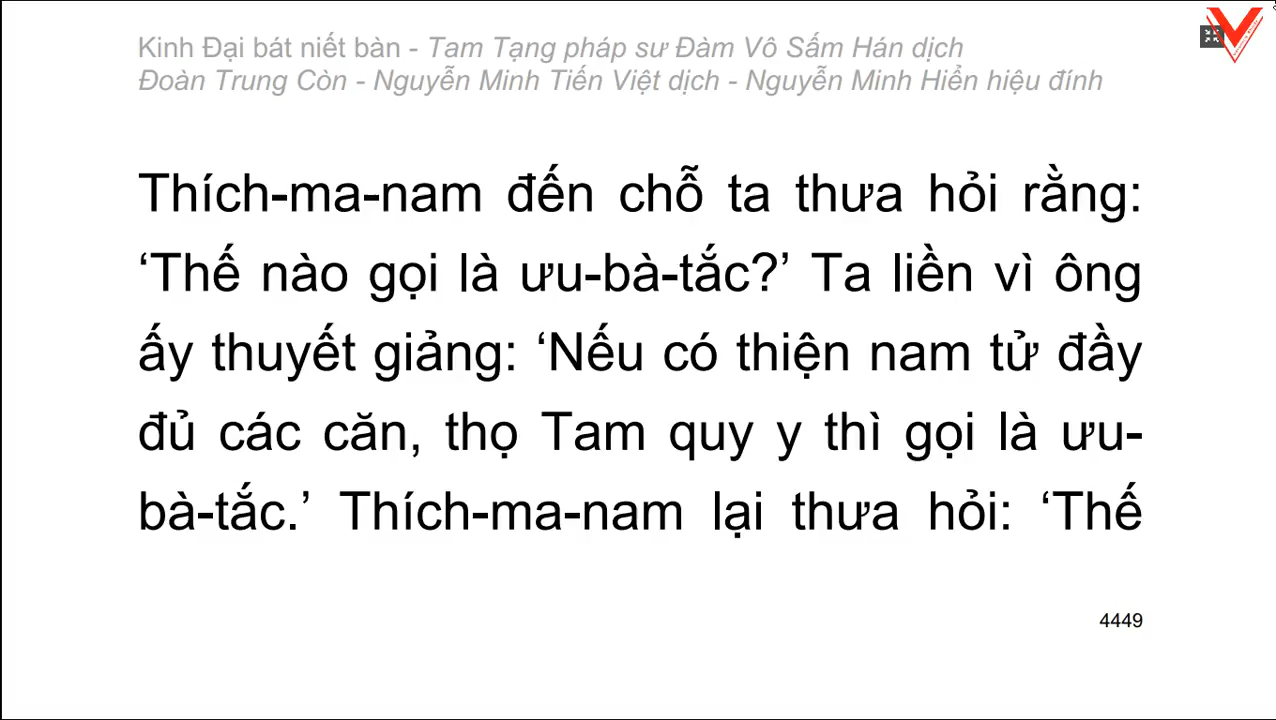 Kinh Đại bát niết bàn - Tam Tạng pháp sư Đàm Vô Sấm Hán dịch
Đoàn Trung Còn - Nguyễn Minh Tiến Việt dịch - Nguyễn Minh Hiển hiệu đính
Thích-ma-nam đến chỗ ta thưa hỏi rằng:
‘Thế nào gọi là ưu-bà-tắc?’ Ta liền vì ông
ấy thuyết giảng: ‘Nếu có thiện nam tử đầy
đủ các căn, thọ Tam quy y thì gọi là ưu-
bà-tắc.’ Thích-ma-nam lại thưa hỏi: ‘Thế
4449